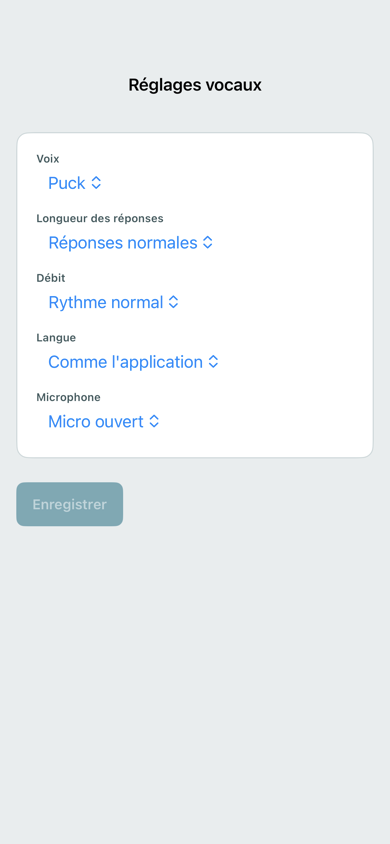 Réglages vocaux
Voix
Puck
Longueur des réponses
Réponses normales
Débit
Rythme normal
Langue
Comme l'application
Microphone
Micro ouvert
Enregistrer